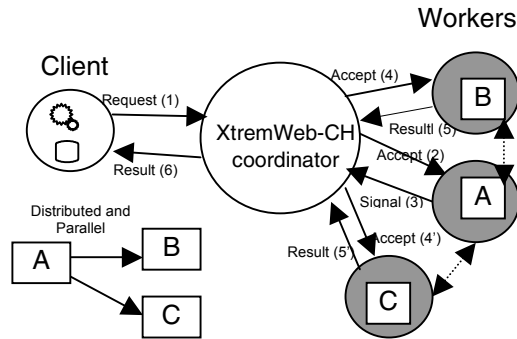 Workers
Client
Accept (4)
Request (1)
B
XtremWeb-CH
coordinator
Resultl (5)
Accept (2)
Result (6)
A
Signal (3)
Distributed and
Parallel
Result (5')
Accept (4')
A
B
C
C